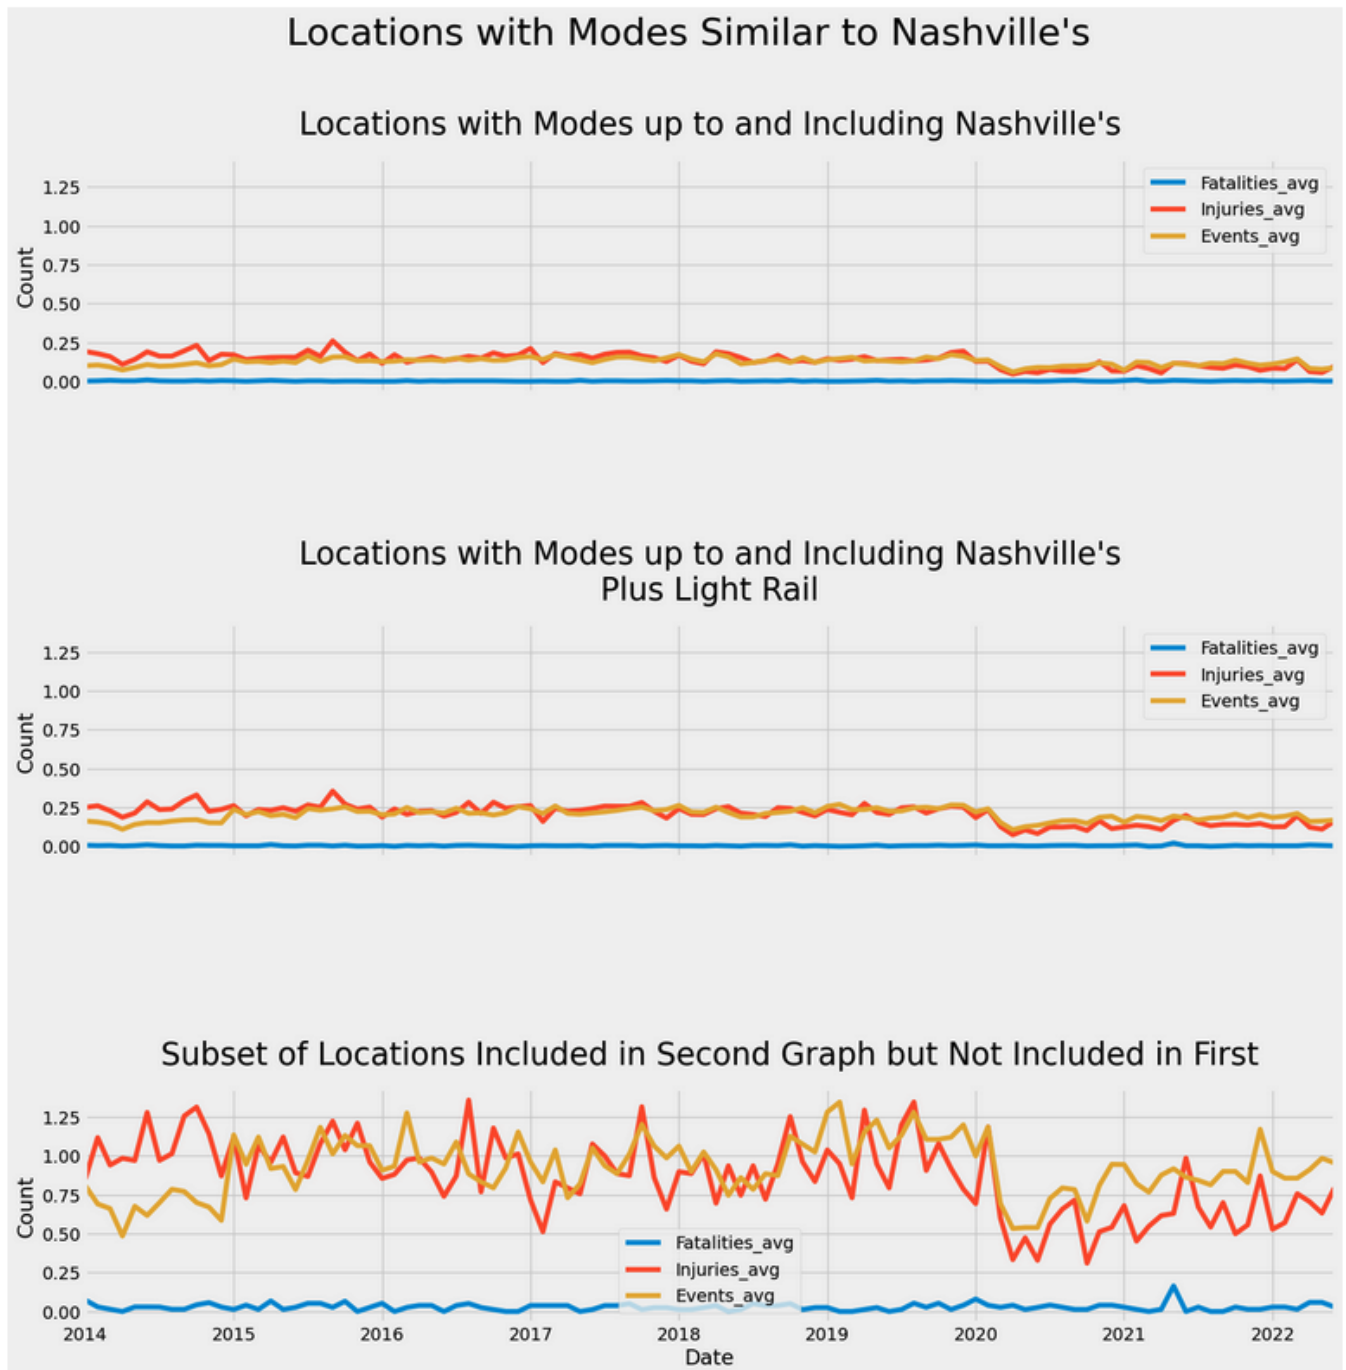 Locations with Modes Similar to Nashville's
Locations with Modes up to and Including Nashville's
1.25
1.00
0.75
0.50
0.25
0.00
Count
Fatalities_avg
Injuries_avg
Events_avg
Locations with Modes up to and Including Nashville's
Plus Light Rail
1.25
1.00
0.75
0.50
0.25
0.00
Count
Fatalities_avg
Injuries_avg
Events_avg
Subset of Locations Included in Second Graph but Not Included in First
1.25
1.00
0.75
0.50
0.25
0.00
Count
Fatalities_avg
Injuries_avg
Events_avg
2014 2015 2016 2017 2018 2019 2020 2021 2022
Date